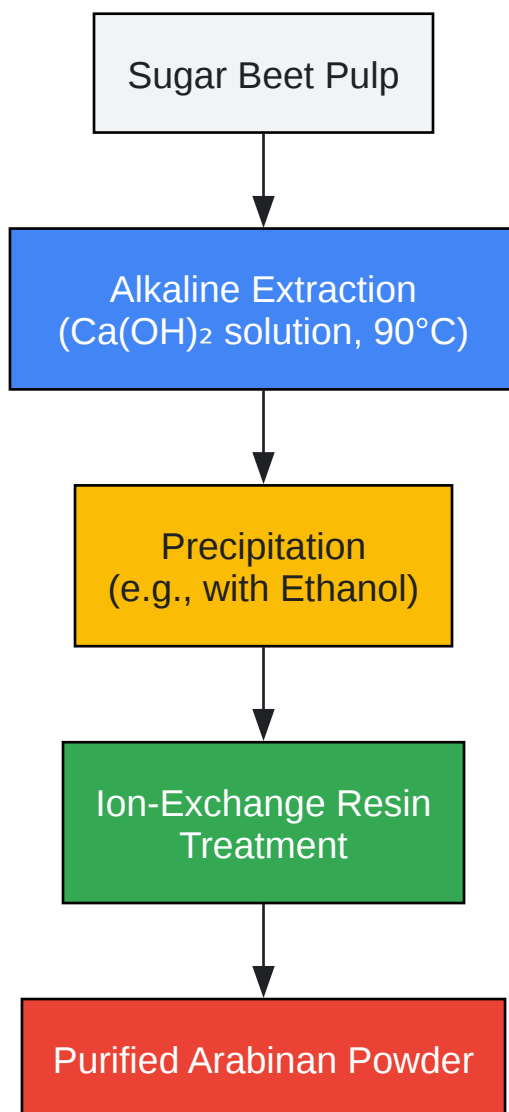 Sugar Beet Pulp
Alkaline Extraction
(Ca(OH)₂ solution, 90°C)
Precipitation
(e.g., with Ethanol)
Ion-Exchange Resin
Treatment
Purified Arabinan Powder